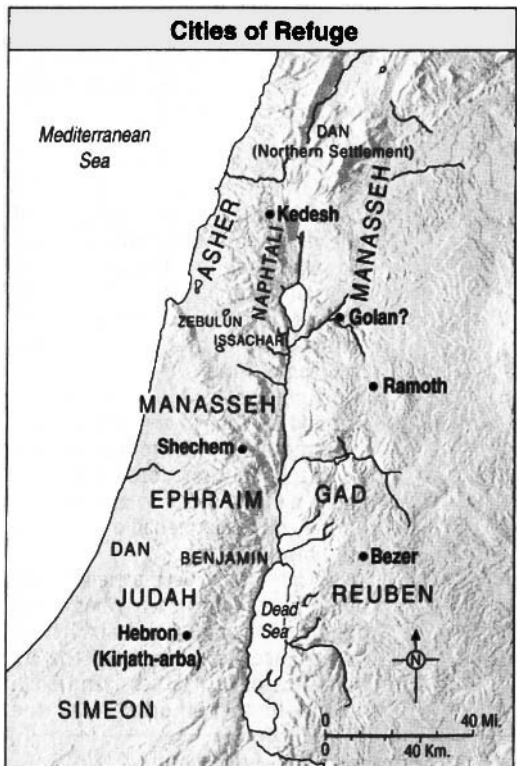 Cities of Refuge
Mediterranean
Sea
DAN
(Northern Settlement)
MANASSEH
ASHER
Kedesh
NAPHTALI
ZEBULUN
ISSACHAR
Golan?
Ramoth
MANASSEH
Shechem
EPHRAIM
GAD
DAN
BENJAMIN
Bezer
JUDAH
Dead
Sea
REUBEN
Hebron
(Kirjath-arba)
N
SIMEON
0 40 Mi.
0 40 Km.